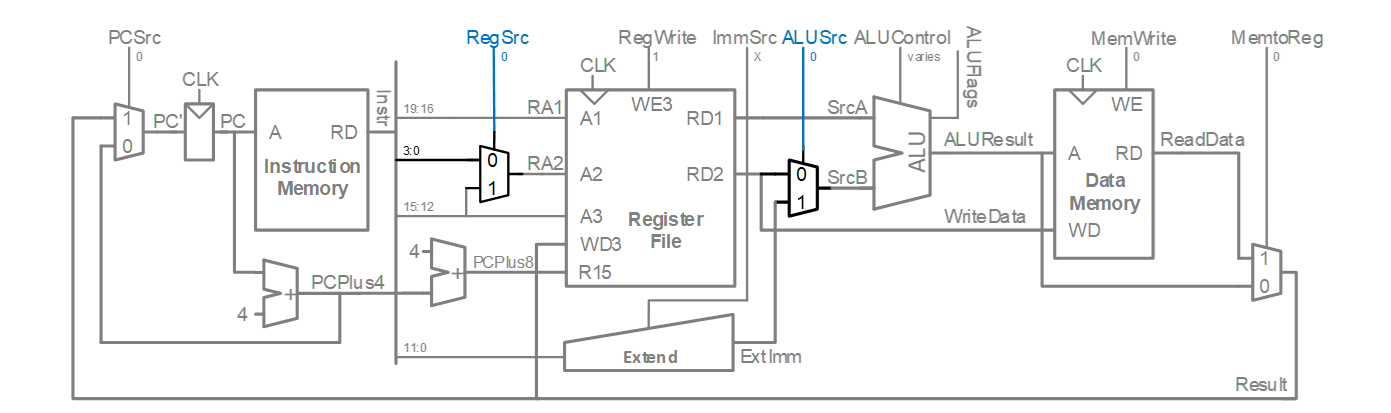 PCSrc
0
RegSrc
0
RegWrite
1
ImmSrc
X
ALUSrc
0
ALUControl
varies
ALUFlags
MemWrite
0
MemtoReg
0
CLK
CLK
CLK
1
0
PC'
PC
A
RD
Instruction
Memory
Instr
19:16
RA1
3:0
0
1
RA2
15:12
A1
WE3
RD1
A2
RD2
A3
Register
File
WD3
R15
SrcA
0
1
SrcB
ALU
ALUResult
WriteData
A
WE
RD
Data
Memory
WD
ReadData
1
0
4
+
PCPlus4
4
+
PCPlus8
11:0
Extend
ExtImm
Result